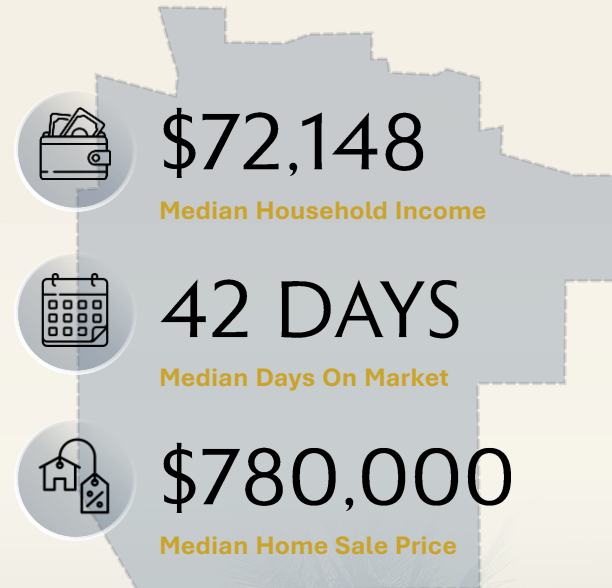 $72,148
Median Household Income
42 DAYS
Median Days On Market
$780,000
Median Home Sale Price